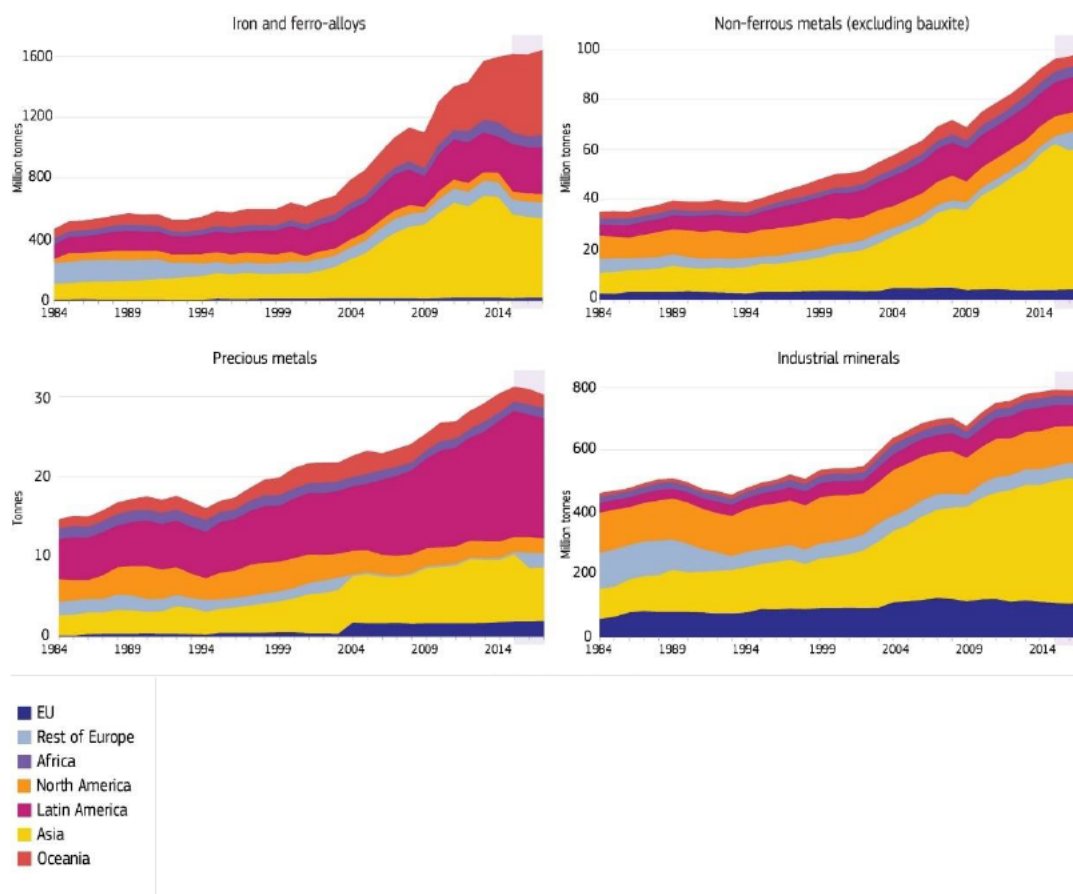 Iron and ferro-alloys
Million tonnes
1600
1200
800
400
0
1984 1989 1994 1999 2004 2009 2014
Non-ferrous metals (excluding bauxite)
Million tonnes
100
80
60
40
20
0
1984 1989 1994 1999 2004 2009 2014
Precious metals
Tonnes
30
20
10
0
1984 1989 1994 1999 2004 2009 2014
Industrial minerals
Million tonnes
800
600
400
200
0
1984 1989 1994 1999 2004 2009 2014
EU
Rest of Europe
Africa
North America
Latin America
Asia
Oceania